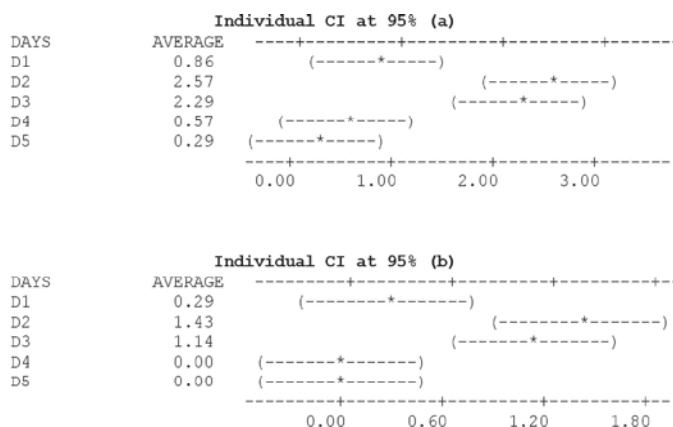 Individual CI at 95% (a)
DAYS AVERAGE ----+---------+---------+---------+-------
D1 0.86 (------*-----)
D2 2.57 (------*-----)
D3 2.29 (------*-----)
D4 0.57 (------*-----)
D5 0.29 (------*-----)
----+---------+---------+---------+-------
0.00 1.00 2.00 3.00
Individual CI at 95% (b)
DAYS AVERAGE ---------+---------+---------+---------+-
D1 0.29 (--------*-------)
D2 1.43 (--------*-------)
D3 1.14 (-------*-------)
D4 0.00 (-------*-------)
D5 0.00 (-------*-------)
---------+---------+---------+---------+--
0.00 0.60 1.20 1.80